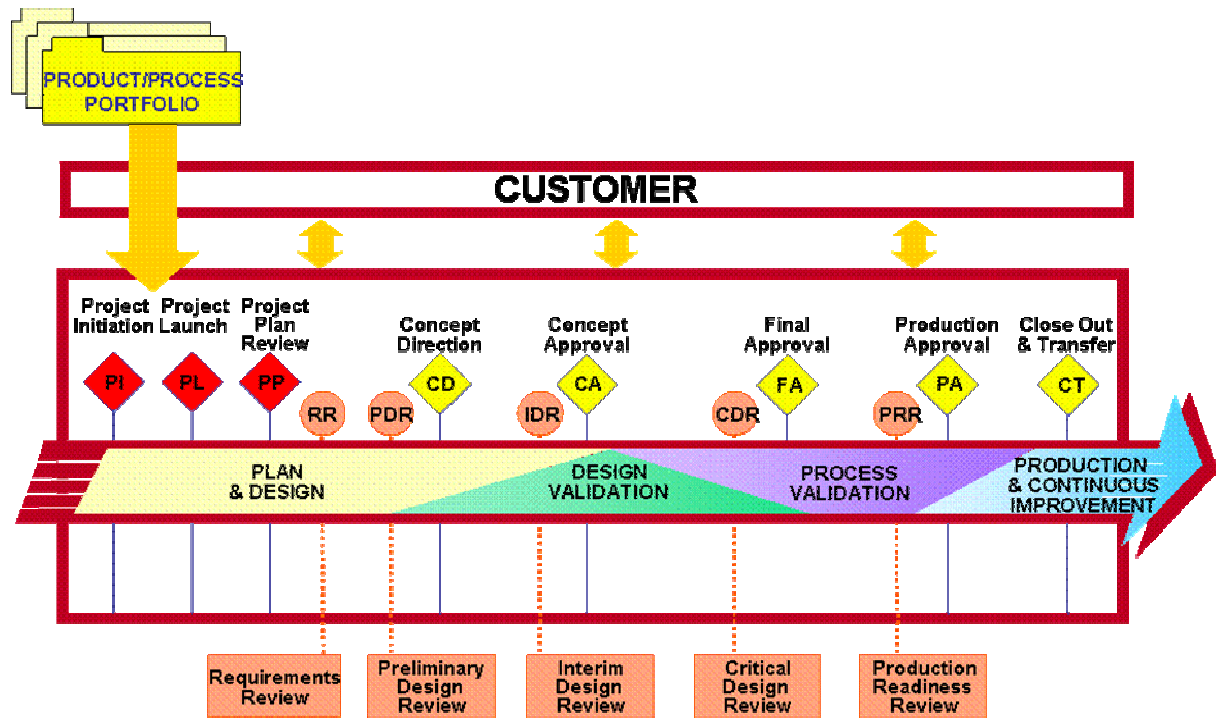 PRODUCT/PROCESS
PORTFOLIO
CUSTOMER
Project
Initiation
Project
Launch
Project
Plan
Review
Concept
Direction
Concept
Approval
Final
Approval
Production
Approval
Close Out
& Transfer
PI
PL
PP
RR
PDR
CD
IDR
CA
CDR
FA
PRR
PA
CT
PLAN
& DESIGN
DESIGN
VALIDATION
PROCESS
VALIDATION
PRODUCTION
& CONTINUOUS
IMPROVEMENT
Requirements
Review
Preliminary
Design
Review
Interim
Design
Review
Critical
Design
Review
Production
Readiness
Review